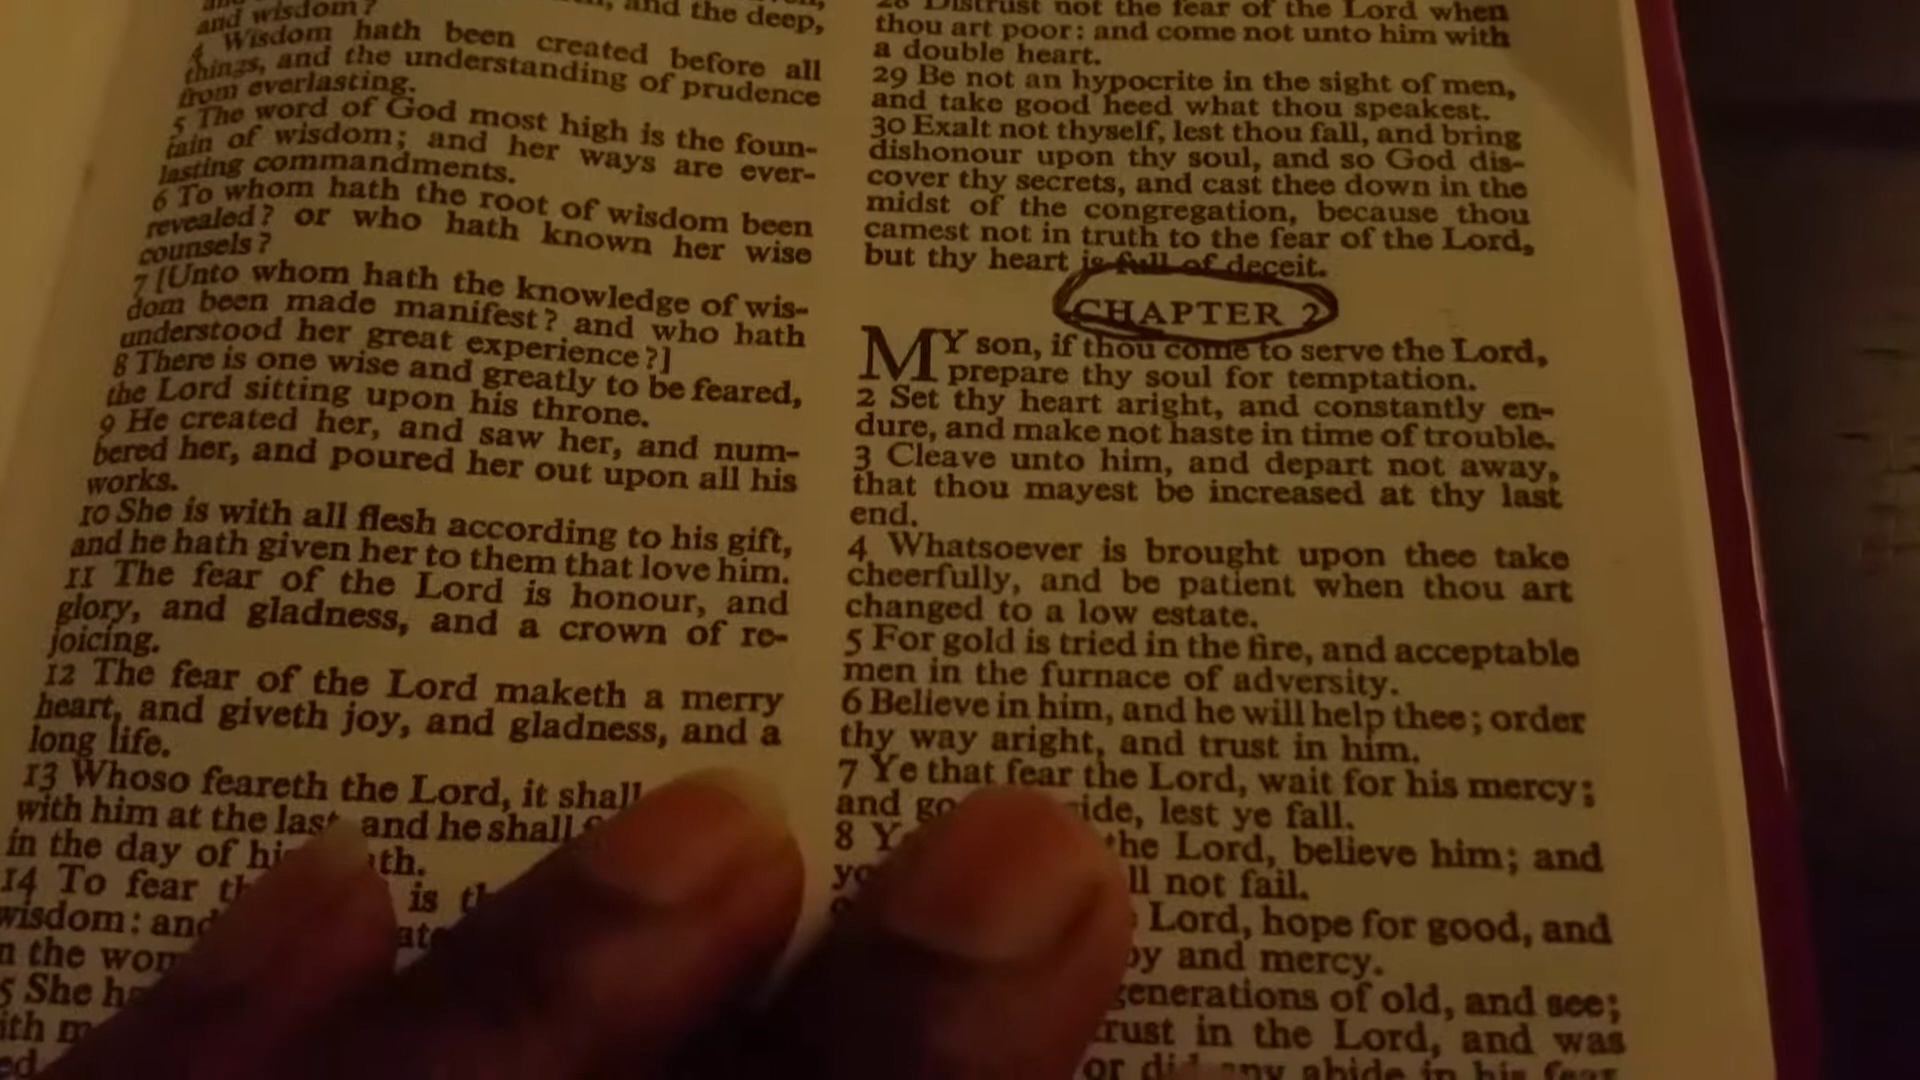 and the deep,
and wisdom?
4 Wisdom hath been created before all
things, and the understanding of prudence
from everlasting.
5 The word of God most high is the foun-
tain of wisdom; and her ways are ever-
lasting commandments.
6 To whom hath the root of wisdom been
revealed? or who hath known her wise
counsels?
7 [Unto whom hath the knowledge of wis-
dom been made manifest? and who hath
understood her great experience?]
8 There is one wise and greatly to be feared,
the Lord sitting upon his throne.
9 He created her, and saw her, and num-
bered her, and poured her out upon all his
works.
10 She is with all flesh according to his gift,
and he hath given her to them that love him.
11 The fear of the Lord is honour, and
glory, and gladness, and a crown of re-
joicing.
12 The fear of the Lord maketh a merry
heart, and giveth joy, and gladness, and a
long life.
13 Whoso feareth the Lord, it shall
with him at the last, and he shall
in the day of
14 To fear is
wisdom: and
the
5 She
28 Distrust not the fear of the Lord when
thou art poor: and come not unto him with
a double heart.
29 Be not an hypocrite in the sight of men,
and take good heed what thou speakest.
30 Exalt not thyself, lest thou fall, and bring
dishonour upon thy soul, and so God dis-
cover thy secrets, and cast thee down in the
midst of the congregation, because thou
camest not in truth to the fear of the Lord,
but thy heart is full of deceit.
CHAPTER 2
MY son, if thou come to serve the Lord,
prepare thy soul for temptation.
2 Set thy heart aright, and constantly en-
dure, and make not haste in time of trouble.
3 Cleave unto him, and depart not away,
that thou mayest be increased at thy last
end.
4 Whatsoever is brought upon thee take
cheerfully, and be patient when thou art
changed to a low estate.
5 For gold is tried in the fire, and acceptable
men in the furnace of adversity.
6 Believe in him, and he will help thee; order
thy way aright, and trust in him.
7 Ye that fear the Lord, wait for his mercy;
and lest ye fall.
8 the Lord, believe him; and
not fail.
Lord, hope for good, and
and mercy.
generations of old, and see;
in the Lord, and was
or did any abide in his fear